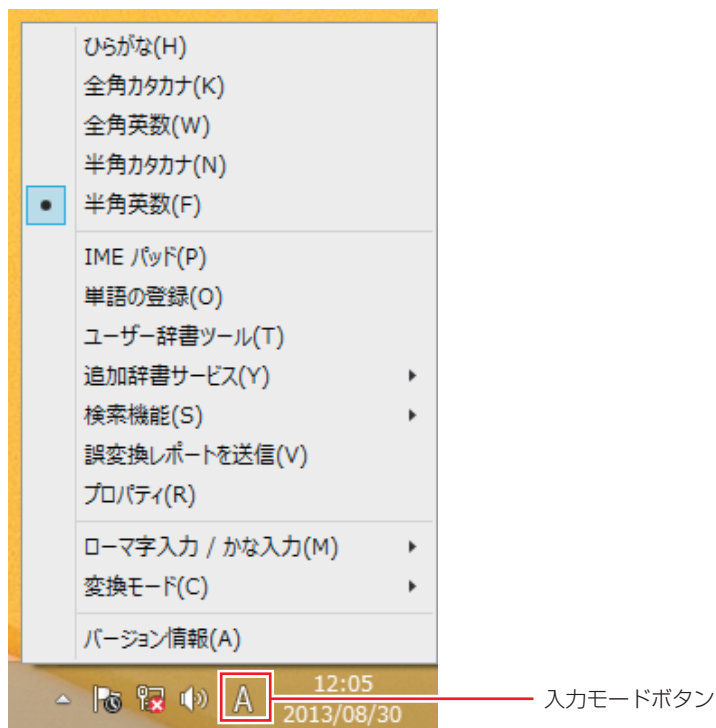 ひらがな(H)
全角カタカナ(K)
全角英数(W)
半角カタカナ(N)
半角英数(F)
IME パッド(P)
単語の登録(O)
ユーザー辞書ツール(T)
追加辞書サービス(Y)
検索機能(S)
誤変換レポートを送信(V)
プロパティ(R)
ローマ字入力 / かな入力(M)
変換モード(C)
バージョン情報(A)
A
12:05
2013/08/30
入力モードボタン